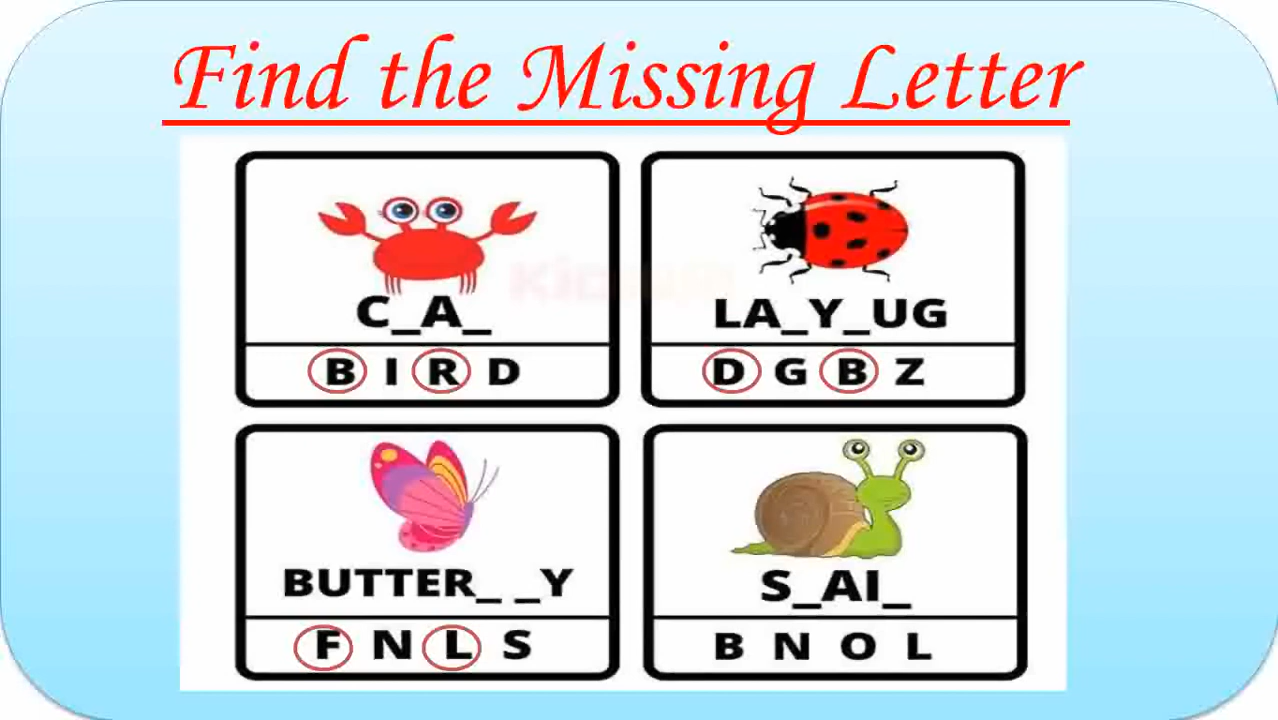 Find the Missing Letter
C_A_
B I R D
LA_Y_UG
D G B Z
BUTTER_ _Y
F N L S
S_AI_
B N O L